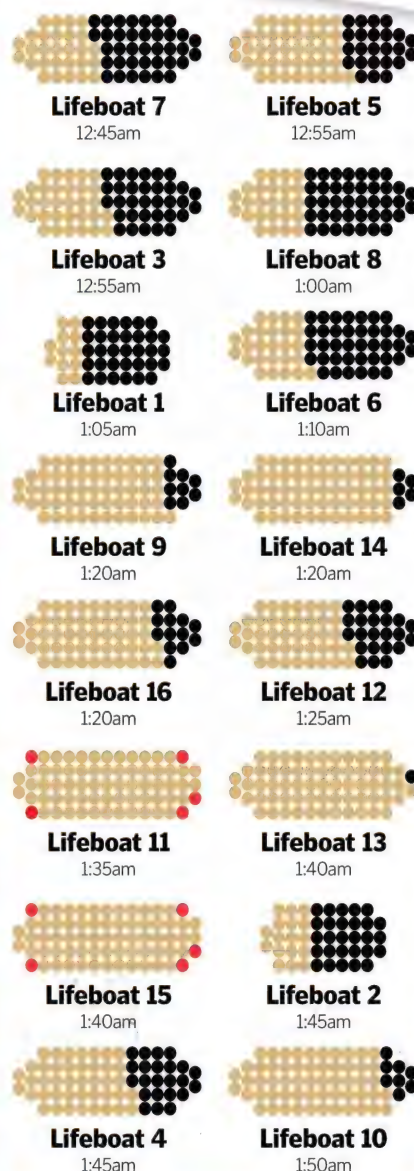 Lifeboat 7
12:45am
Lifeboat 5
12:55am
Lifeboat 3
12:55am
Lifeboat 8
1:00am
Lifeboat 1
1:05am
Lifeboat 6
1:10am
Lifeboat 9
1:20am
Lifeboat 14
1:20am
Lifeboat 16
1:20am
Lifeboat 12
1:25am
Lifeboat 11
1:35am
Lifeboat 13
1:40am
Lifeboat 15
1:40am
Lifeboat 2
1:45am
Lifeboat 4
1:45am
Lifeboat 10
1:50am